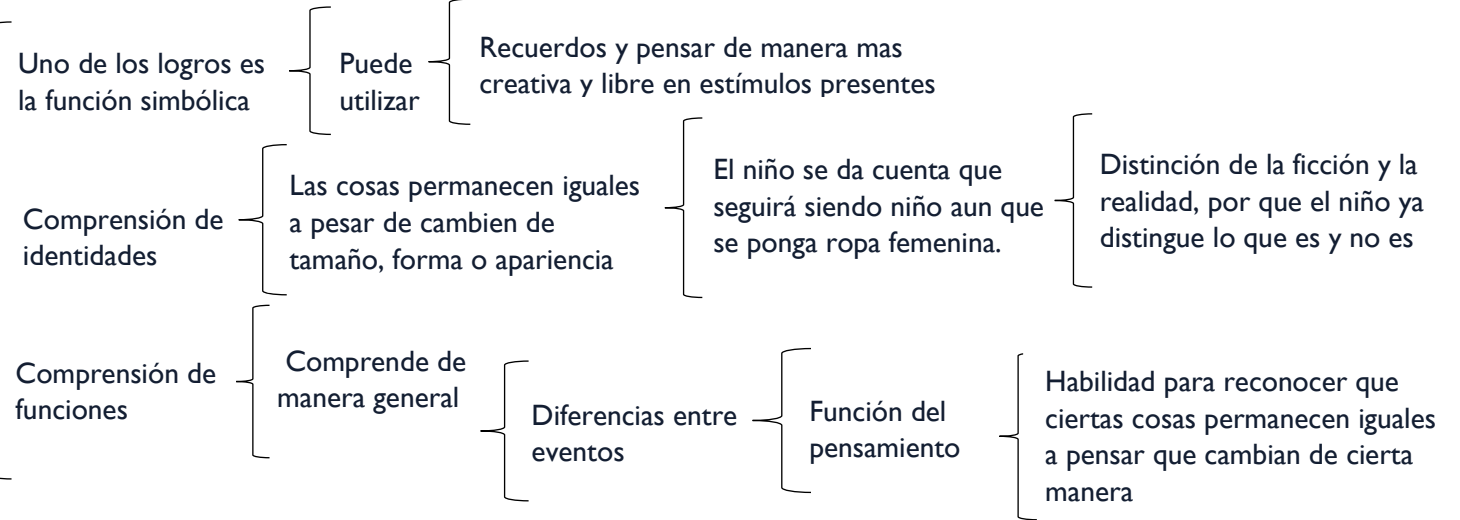 Uno de los logros es
la función simbólica
Puede
utilizar
Recuerdos y pensar de manera mas
creativa y libre en estímulos presentes
Comprensión de
identidades
Las cosas permanecen iguales
a pesar de cambien de
tamaño, forma o apariencia
El niño se da cuenta que
seguirá siendo niño aun que
se ponga ropa femenina.
Distinción de la ficción y la
realidad, por que el niño ya
distingue lo que es y no es
Comprensión de
funciones
Comprende de
manera general
Diferencias entre
eventos
Función del
pensamiento
Habilidad para reconocer que
ciertas cosas permanecen iguales
a pensar que cambian de cierta
manera